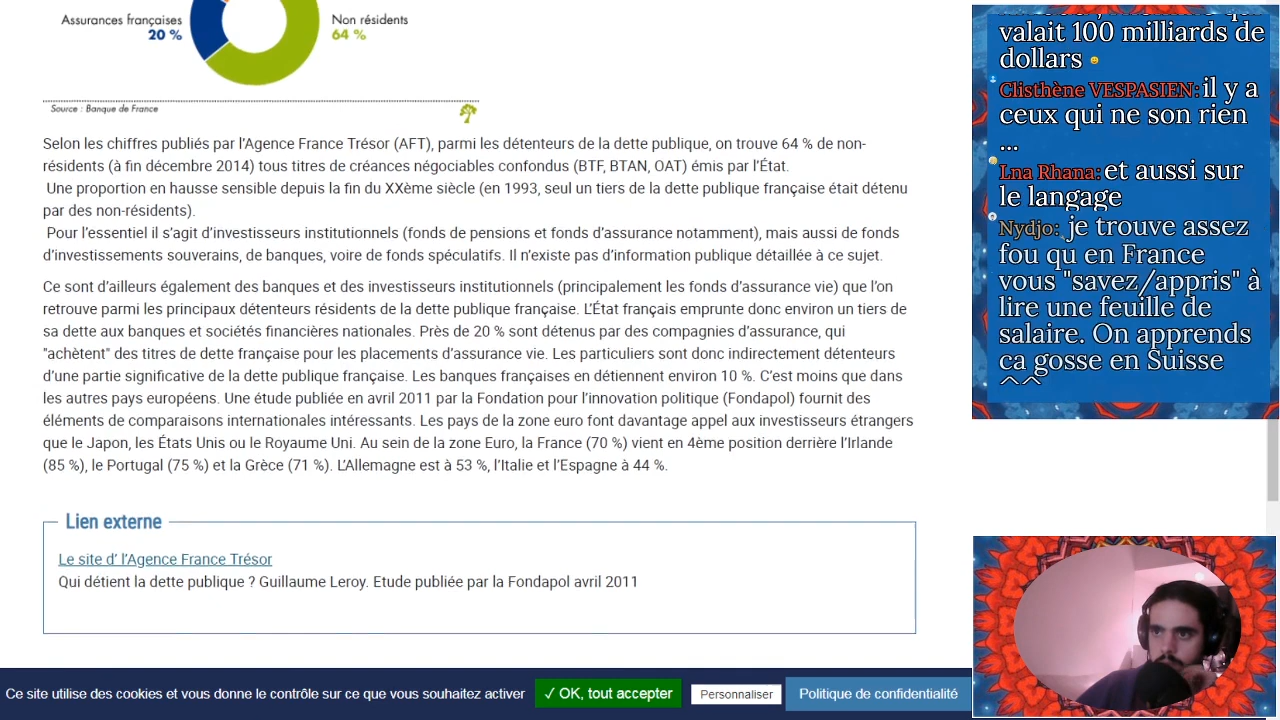 Assurances françaises
20 %
Non résidents
64 %
Source : Banque de France
Selon les chiffres publiés par l’Agence France Trésor (AFT), parmi les détenteurs de la dette publique, on trouve 64 % de non-
résidents (à fin décembre 2014) tous titres de créances négociables confondus (BTF, BTAN, OAT) émis par l’État.
Une proportion en hausse sensible depuis la fin du XXème siècle (en 1993, seul un tiers de la dette publique française était détenu
par des non-résidents).
Pour l’essentiel il s’agit d’investisseurs institutionnels (fonds de pensions et fonds d’assurance notamment), mais aussi de fonds
d’investissements souverains, de banques, voire de fonds spéculatifs. Il n’existe pas d’information publique détaillée à ce sujet.
Ce sont d’ailleurs également des banques et des investisseurs institutionnels (principalement les fonds d’assurance vie) que l’on
retrouve parmi les principaux détenteurs résidents de la dette publique française. L’État français emprunte donc environ un tiers de
sa dette aux banques et sociétés financières nationales. Près de 20 % sont détenus par des compagnies d’assurance, qui
"achètent" des titres de dette française pour les placements d’assurance vie. Les particuliers sont donc indirectement détenteurs
d’une partie significative de la dette publique française. Les banques françaises en détiennent environ 10 %. C’est moins que dans
les autres pays européens. Une étude publiée en avril 2011 par la Fondation pour l’innovation politique (Fondapol) fournit des
éléments de comparaisons internationales intéressants. Les pays de la zone euro font davantage appel aux investisseurs étrangers
que le Japon, les États Unis ou le Royaume Uni. Au sein de la zone Euro, la France (70 %) vient en 4ème position derrière l’Irlande
(85 %), le Portugal (75 %) et la Grèce (71 %). L’Allemagne est à 53 %, l’Italie et l’Espagne à 44 %.
Lien externe
Le site d’ l’Agence France Trésor
Qui détient la dette publique ? Guillaume Leroy. Etude publiée par la Fondapol avril 2011
Ce site utilise des cookies et vous donne le contrôle sur ce que vous souhaitez activer
✓ OK, tout accepter
Personnaliser
Politique de confidentialité
valait 100 milliards de
dollars
Clisthène VESPASIEN: il y a
ceux qui ne son rien
...
Lna Rhana: et aussi sur
le langage
Nydjo: je trouve assez
fou qu en France
vous "savez/appris" à
lire une feuille de
salaire. On apprends
ca gosse en Suisse
^^